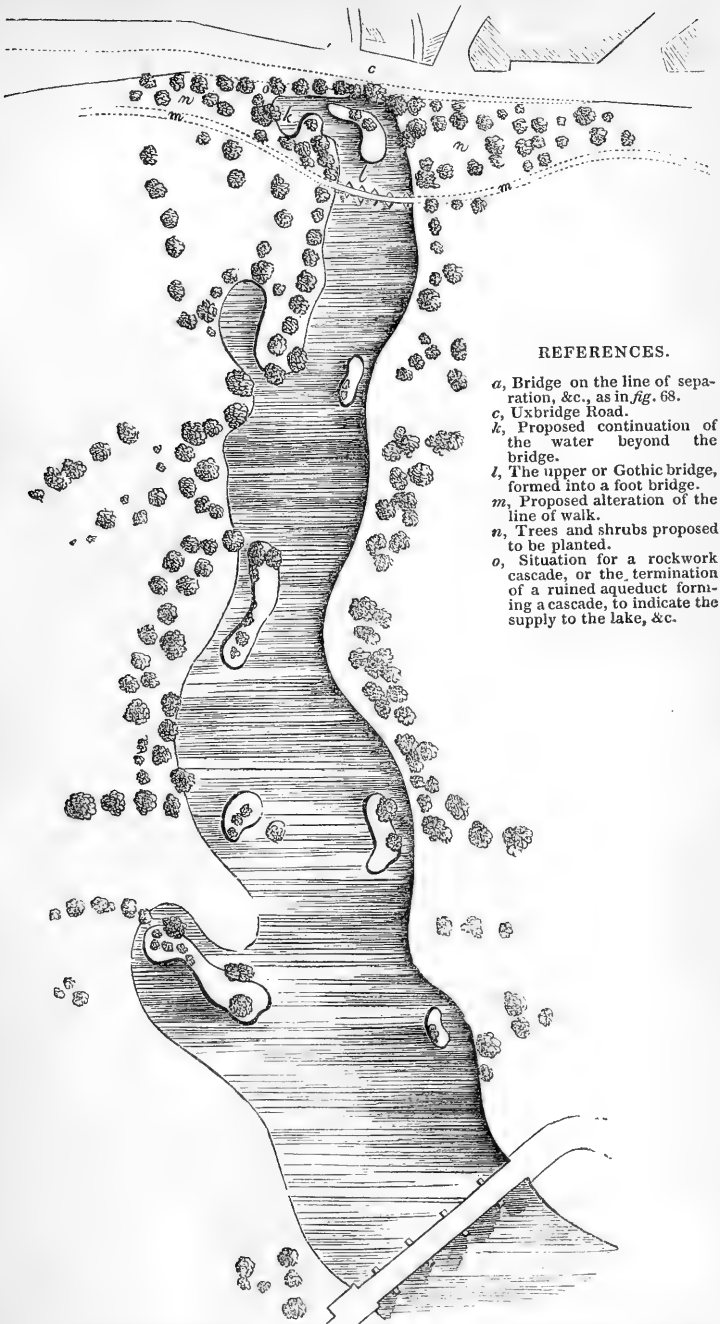 c
o
n
k
m
n
l
m
REFERENCES.
a, Bridge on the line of sepa-
ration, &c., as in fig. 68.
c, Uxbridge Road.
k, Proposed continuation of
the water beyond the
bridge.
l, The upper or Gothic bridge,
formed into a foot bridge.
m, Proposed alteration of the
line of walk.
n, Trees and shrubs proposed
to be planted.
o, Situation for a rockwork
cascade, or the termination
of a ruined aqueduct form-
ing a cascade, to indicate the
supply to the lake, &c.